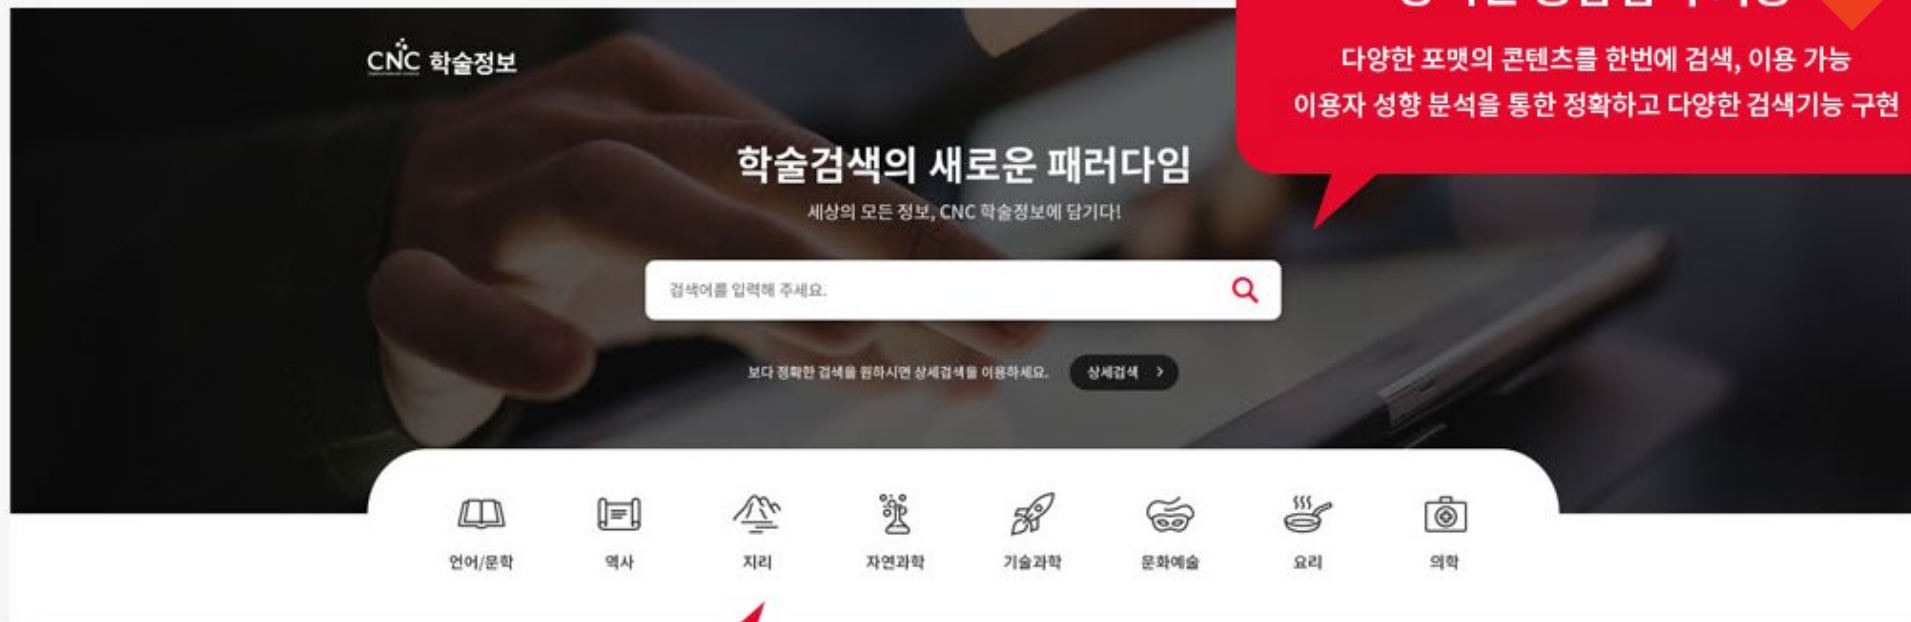 다양한 포맷의 콘텐츠를 한번에 검색, 이용 가능
이용자 성향 분석을 통한 정확하고 다양한 검색기능 구현
CNC 학술정보
학술검색의 새로운 패러다임
세상의 모든 정보, CNC 학술정보에 담기다!
검색어를 입력해 주세요.
보다 정확한 검색을 원하시면 상세검색을 이용하세요. 상세검색 >
언어/문학 역사 지리 자연과학 기술과학 문화예술 요리 의학